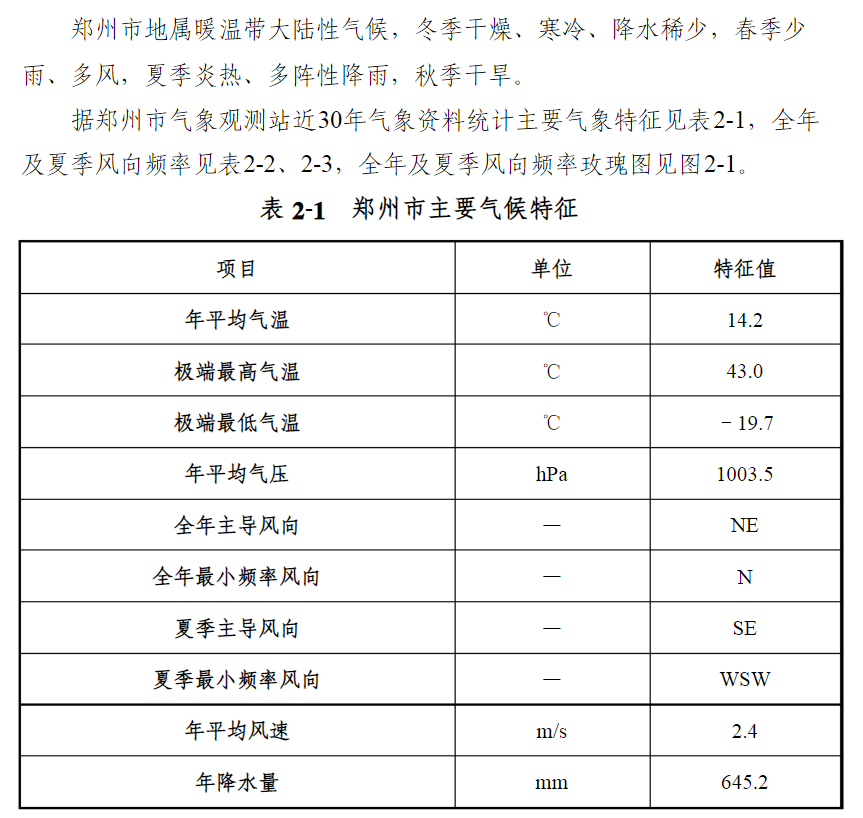 郑州市地属暖温带大陆性气候，冬季干燥、寒冷、降水稀少，春季少
雨、多风，夏季炎热、多阵性降雨，秋季干旱。
据郑州市气象观测站近30年气象资料统计主要气象特征见表2-1，全年
及夏季风向频率见表2-2、2-3，全年及夏季风向频率玫瑰图见图2-1。
表 2-1 郑州市主要气候特征
项目 单位 特征值
年平均气温 ℃ 14.2
极端最高气温 ℃ 43.0
极端最低气温 ℃ －19.7
年平均气压 hPa 1003.5
全年主导风向 — NE
全年最小频率风向 — N
夏季主导风向 — SE
夏季最小频率风向 — WSW
年平均风速 m/s 2.4
年降水量 mm 645.2